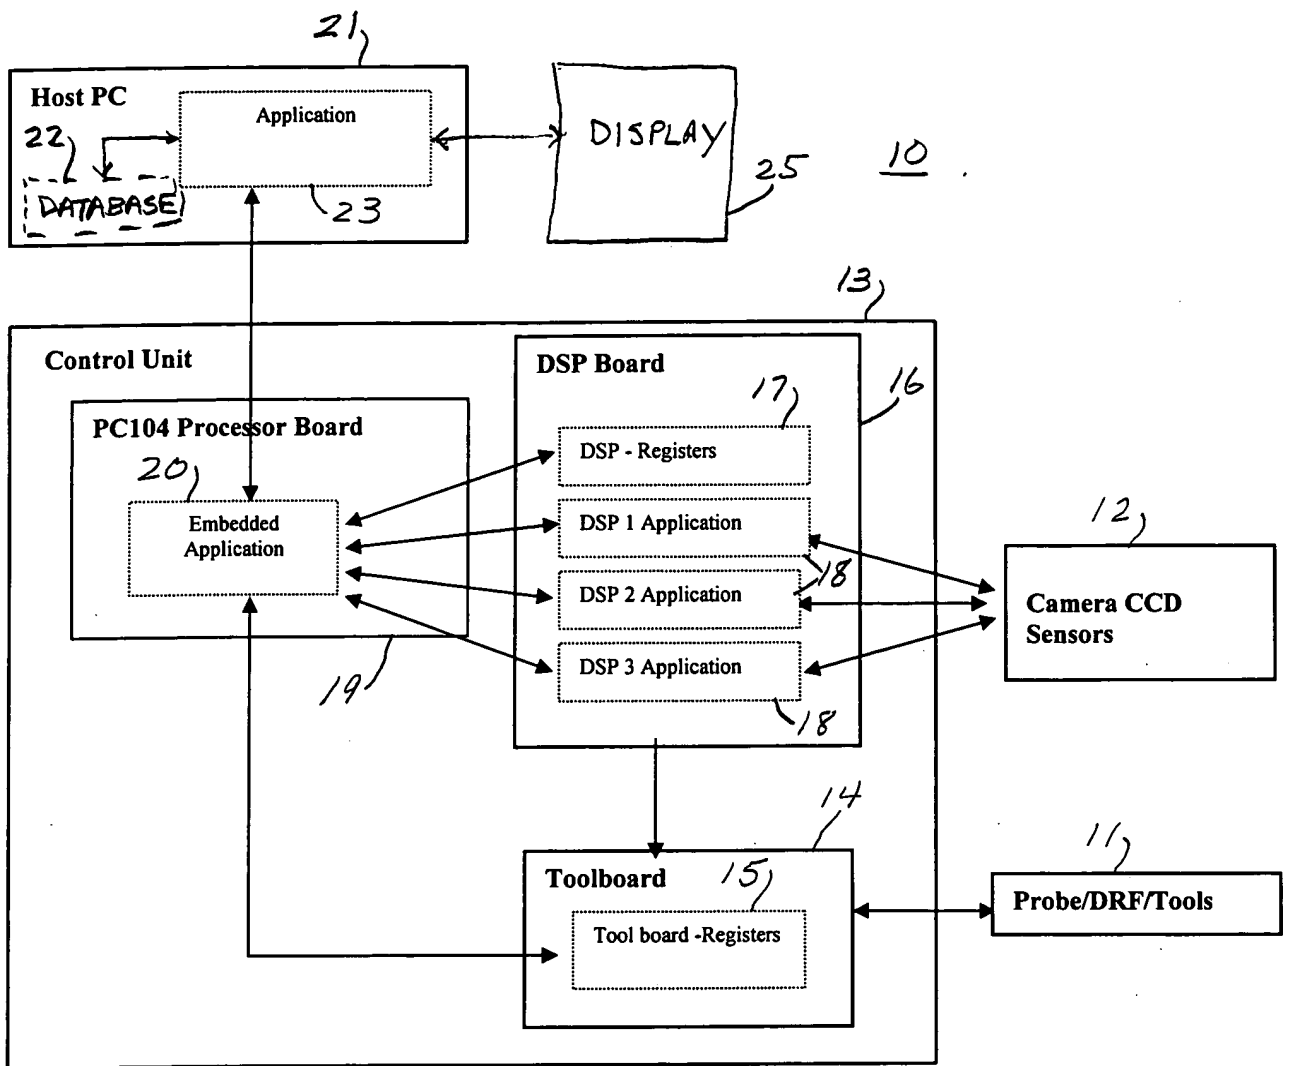 21
Host PC
Application
22
DATABASE
23
DISPLAY
25
10
13
Control Unit
DSP Board
16
17
PC104 Processor Board
DSP - Registers
20
Embedded
Application
DSP 1 Application
18
DSP 2 Application
DSP 3 Application
18
19
12
Camera CCD
Sensors
14
Toolboard
15
Tool board -Registers
11
Probe/DRF/Tools